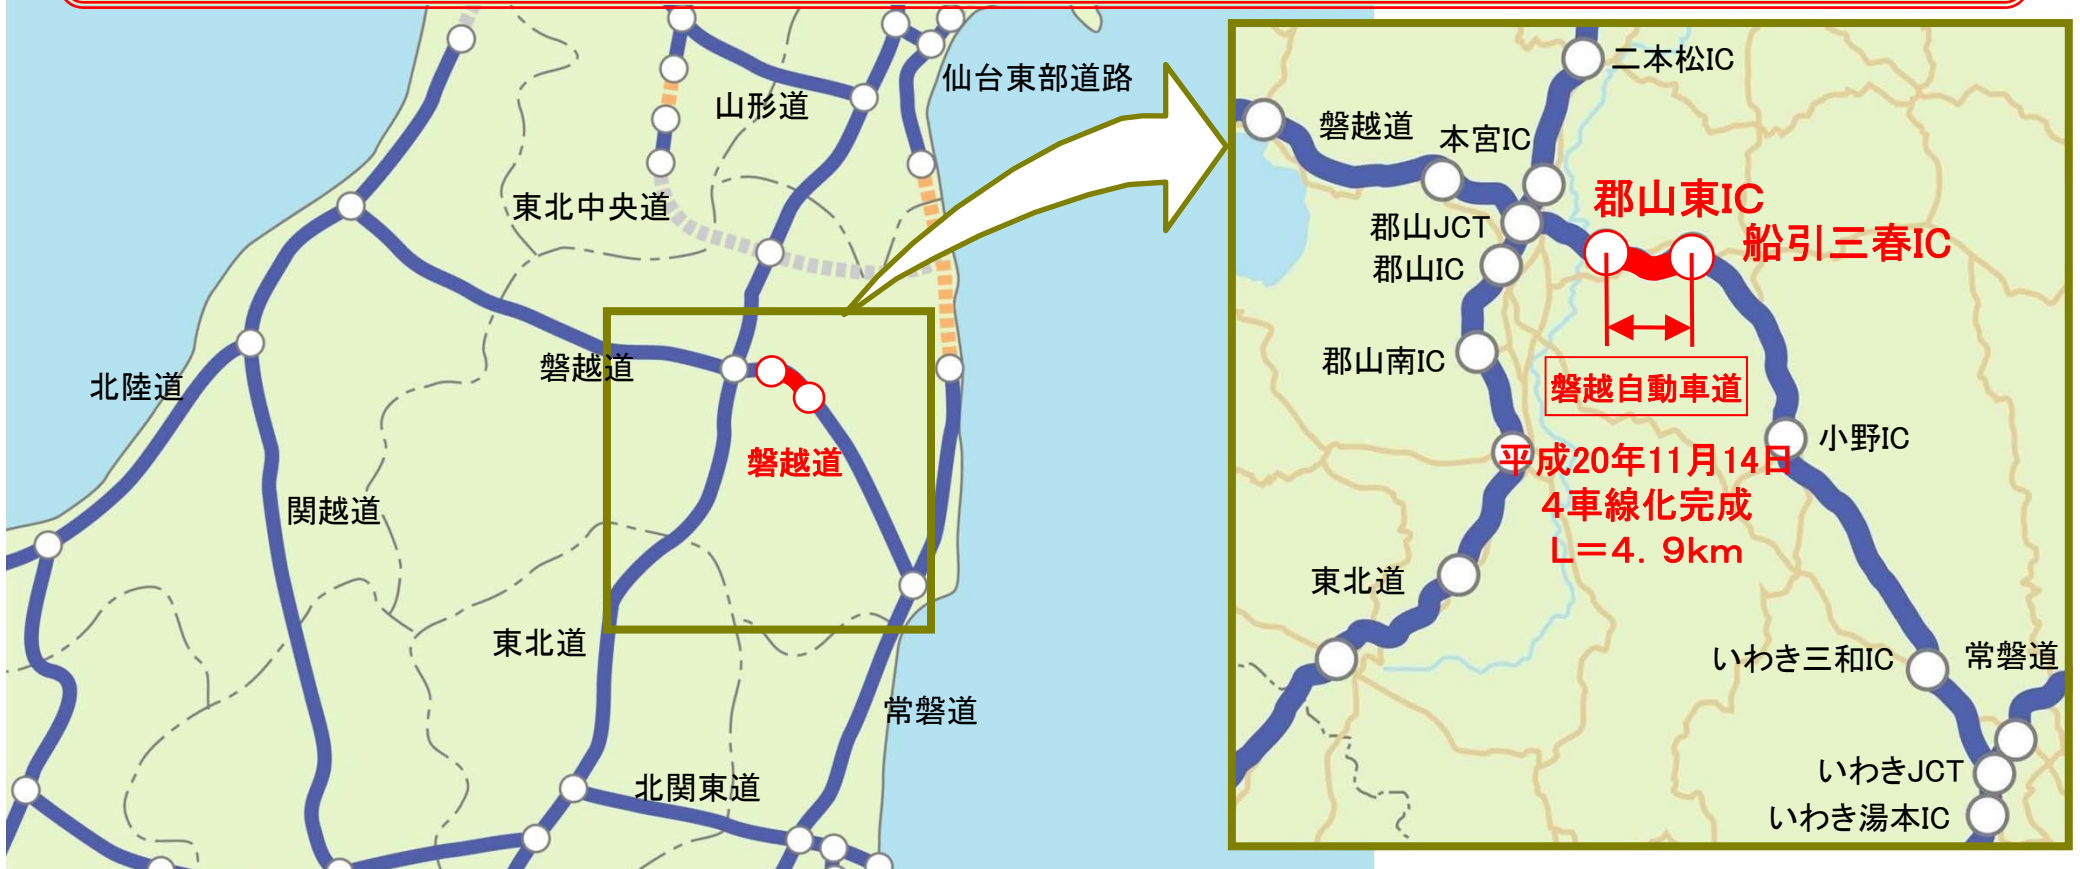 仙台東部道路
山形道
東北中央道
磐越道
北陸道
磐越道
関越道
東北道
常磐道
北関東道
二本松IC
磐越道
本宮IC
郡山東IC
郡山JCT
船引三春IC
郡山IC
郡山南IC
磐越自動車道
小野IC
平成20年11月14日
4車線化完成
L=4．9km
東北道
いわき三和IC
常磐道
いわきJCT
いわき湯本IC